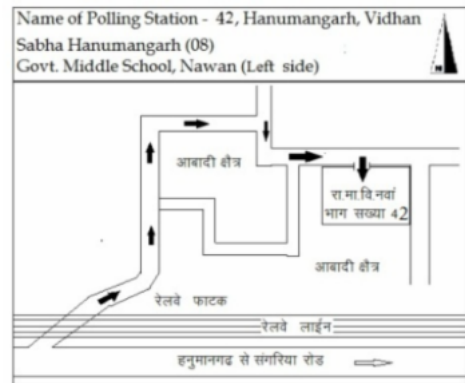 Name of Polling Station - 42, Hanumangarh, Vidhan
Sabha Hanumangarh (08)
Govt. Middle School, Nawan (Left side)
N
आबादी क्षैत्र
रा.मा.वि.नवां
भाग सख्या 42
आबादी क्षैत्र
रेलवे फाटक
रेलवे लाईन
हनुमानगढ से संगरिया रोड